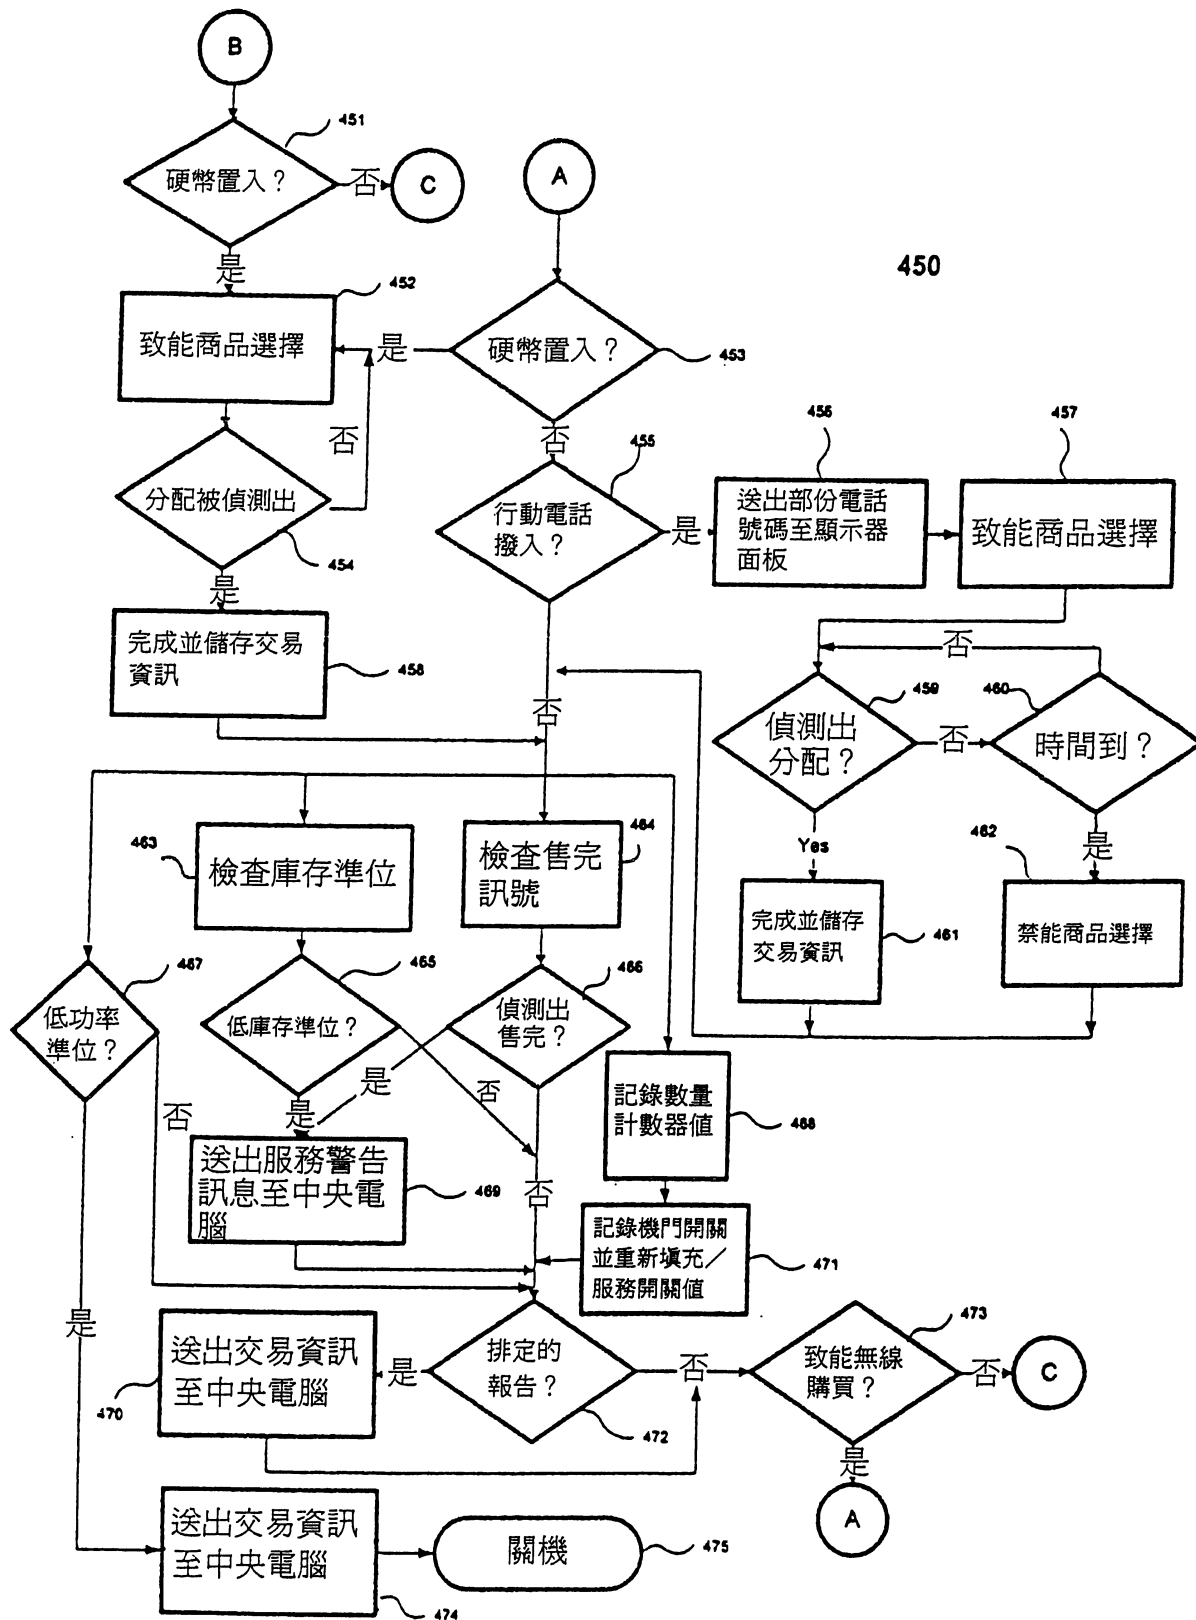 B
451
硬幣置入？
否
C
A
是
450
452
致能商品選擇
是
硬幣置入？
453
否
否
455
456
457
分配被偵測出
454
行動電話
撥入？
是
送出部份電話
號碼至顯示器
面板
致能商品選擇
是
完成並儲存交易
資訊
458
否
否
459
460
偵測出
分配？
否
時間到？
463
檢查庫存準位
464
檢查售完
訊號
Yes
462
是
完成並儲存
交易資訊
461
禁能商品選擇
467
低功率
準位？
465
低庫存準位？
466
偵測出
售完？
否
是
是
否
記錄數量
計數器值
468
送出服務警告
訊息至中央電
腦
469
否
記錄機門開關
並重新填充／
服務開關值
471
是
送出交易資訊
至中央電腦
470
是
排定的
報告？
472
否
473
致能無線
購買？
否
C
是
A
送出交易資訊
至中央電腦
474
關機
475